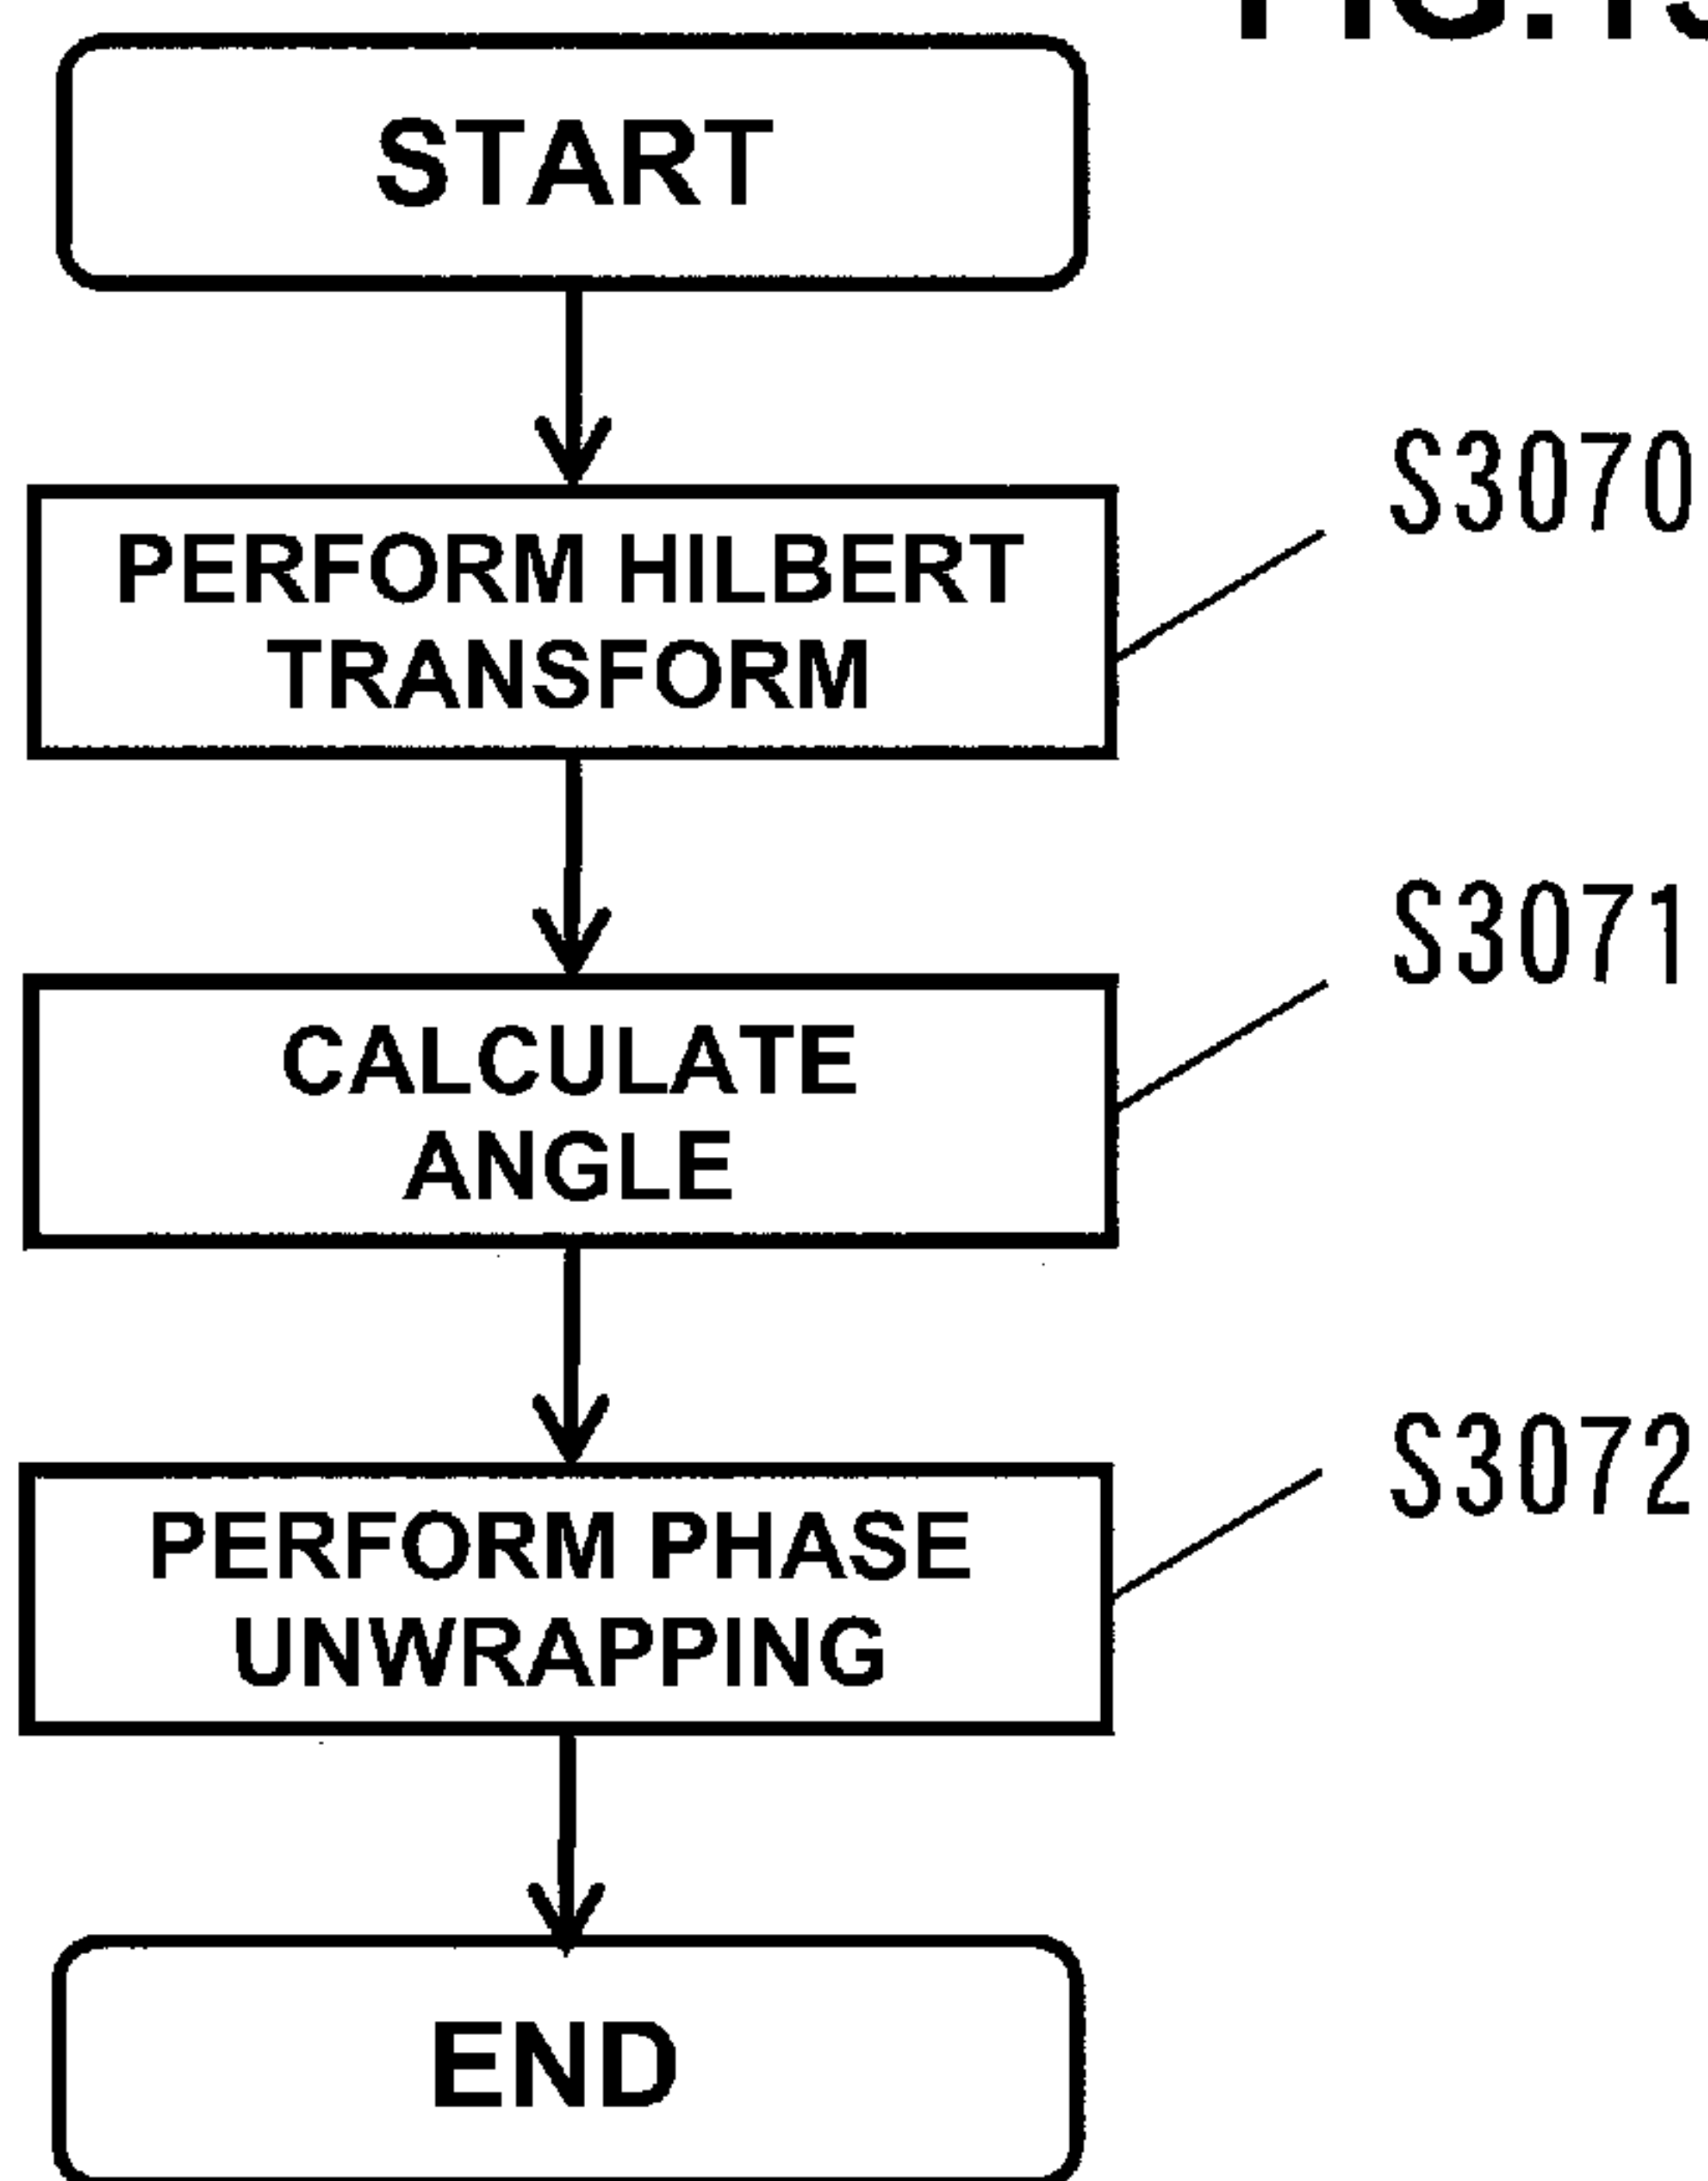 START
PERFORM HILBERT
TRANSFORM
S3070
CALCULATE
ANGLE
S3071
PERFORM PHASE
UNWRAPPING
S3072
END